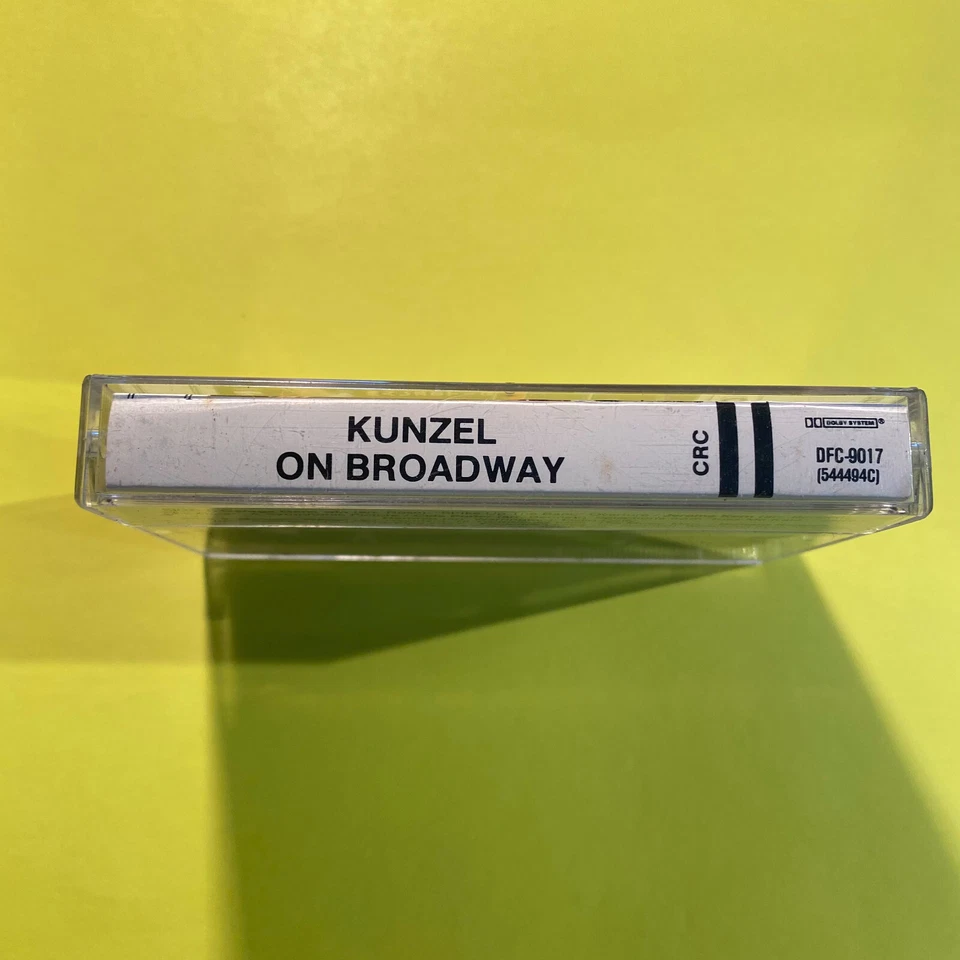 KUNZEL
ON BROADWAY
CRC
DOLBY SYSTEM®
DFC-9017
(544494C)